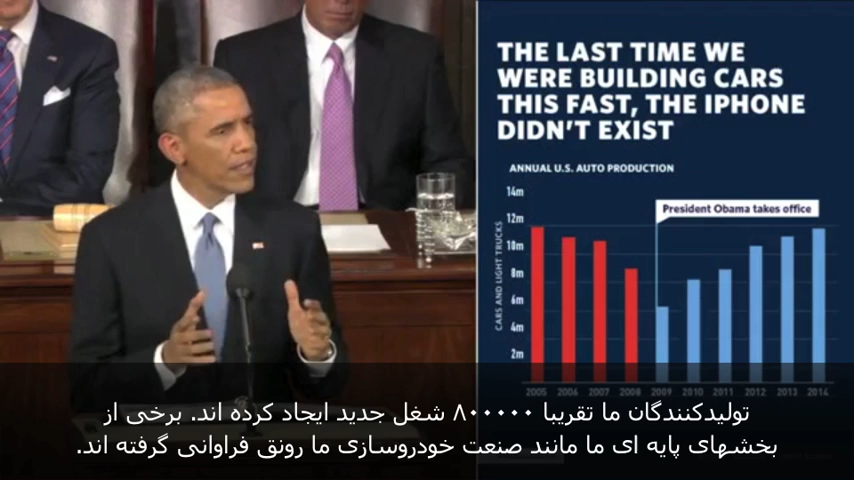 THE LAST TIME WE
WERE BUILDING CARS
THIS FAST, THE IPHONE
DIDN'T EXIST
ANNUAL U.S. AUTO PRODUCTION
President Obama takes office
CARS AND LIGHT TRUCKS
14m
12m
10m
8m
6m
4m
2m
2005 2006 2007 2008 2009 2010 2011 2012 2013 2014
تولیدکنندگان ما تقریبا ۸۰۰۰۰۰ شغل جدید ایجاد کرده اند. برخی از
بخشهای پایه ای ما مانند صنعت خودروسازی ما رونق فراوانی گرفته اند.